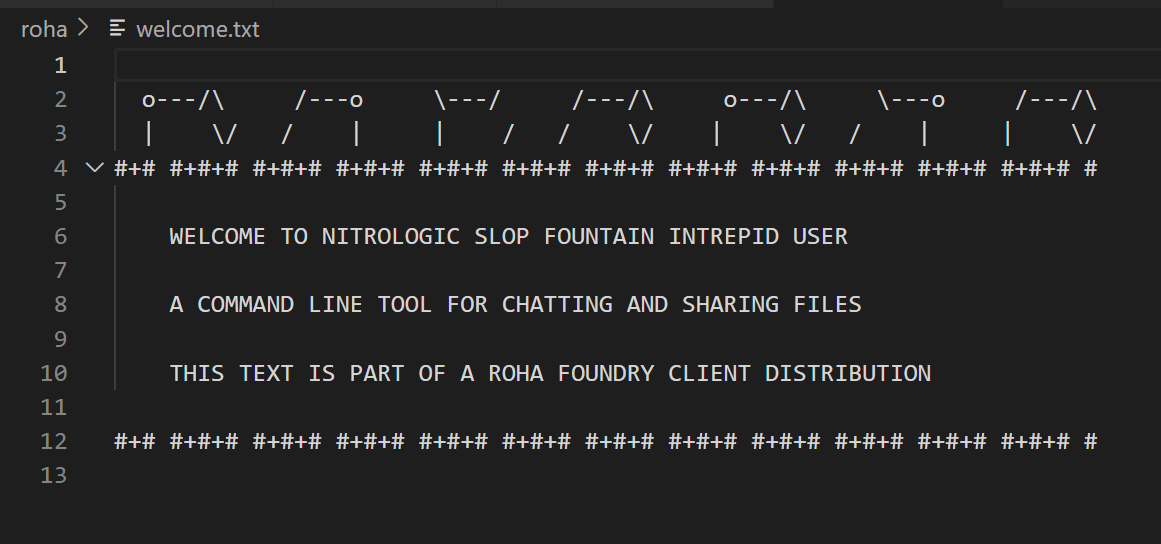 roha > welcome.txt
1
2   o---/\     /---o     \---/     /---/\     o---/\     \---o     /---/\
3   |    \/   /    |     |    /   /    \/    |    \/   /    |     |    \/
4 #+# #+#+# #+#+# #+#+# #+#+# #+#+# #+#+# #+#+# #+#+# #+#+# #+#+# #+#+# #
5
6     WELCOME TO NITROLOGIC SLOP FOUNTAIN INTREPID USER
7
8     A COMMAND LINE TOOL FOR CHATTING AND SHARING FILES
9
10     THIS TEXT IS PART OF A ROHA FOUNDRY CLIENT DISTRIBUTION
11
12 #+# #+#+# #+#+# #+#+# #+#+# #+#+# #+#+# #+#+# #+#+# #+#+# #+#+# #+#+# #
13